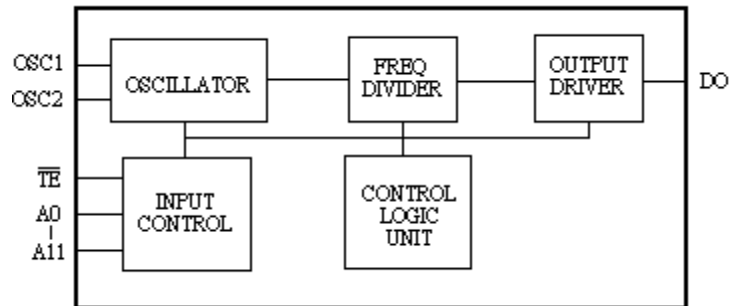 OSC1
OSC2
OSCILLATOR
FREQ
DIVIDER
OUTPUT
DRIVER
DO
TE
A0
A11
INPUT
CONTROL
CONTROL
LOGIC
UNIT